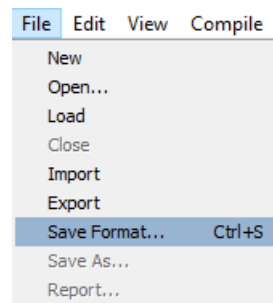 File Edit View Compile
New
Open...
Load
Close
Import
Export
Save Format... Ctrl+S
Save As...
Report...